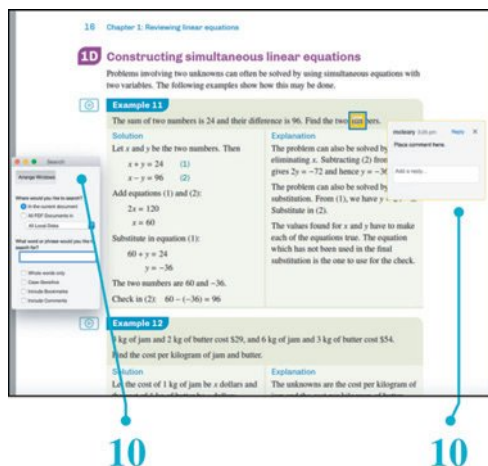 16 Chapter 1: Reviewing linear equations
1D Constructing simultaneous linear equations
Problems involving two unknowns can often be solved by using simultaneous equations with
two variables. The following examples show how this may be done.
Example 11
The sum of two numbers is 24 and their difference is 96. Find the two numbers.
Solution
Let x and y be the two numbers. Then
x + y = 24 (1)
x − y = 96 (2)
Add equations (1) and (2):
2x = 120
x = 60
Substitute in equation (1):
60 + y = 24
y = −36
The two numbers are 60 and −36.
Check in (2): 60 − (−36) = 96
Explanation
The problem can also be solved by
eliminating x. Subtracting (2) from
gives 2y = −72 and hence y = −36
The problem can also be solved by
substitution. From (1), we have y =
Substitute in (2).
The values found for x and y have to make
each of the equations true. The equation
which has not been used in the final
substitution is the one to use for the check.
mcleary 3:26 pm Reply X
Place comment here.
Add a reply...
Search
Arrange Windows
Where would you like to search?
In the current document
All PDF Documents in
All Local Disks
What word or phrase would you like to
search for?
Whole words only
Case-Sensitive
Include Bookmarks
Include Comments
Example 12
kg of jam and 2 kg of butter cost $29, and 6 kg of jam and 3 kg of butter cost $54.
Find the cost per kilogram of jam and butter.
Solution
Let the cost of 1 kg of jam be x dollars and
Explanation
The unknowns are the cost per kilogram of
10
10